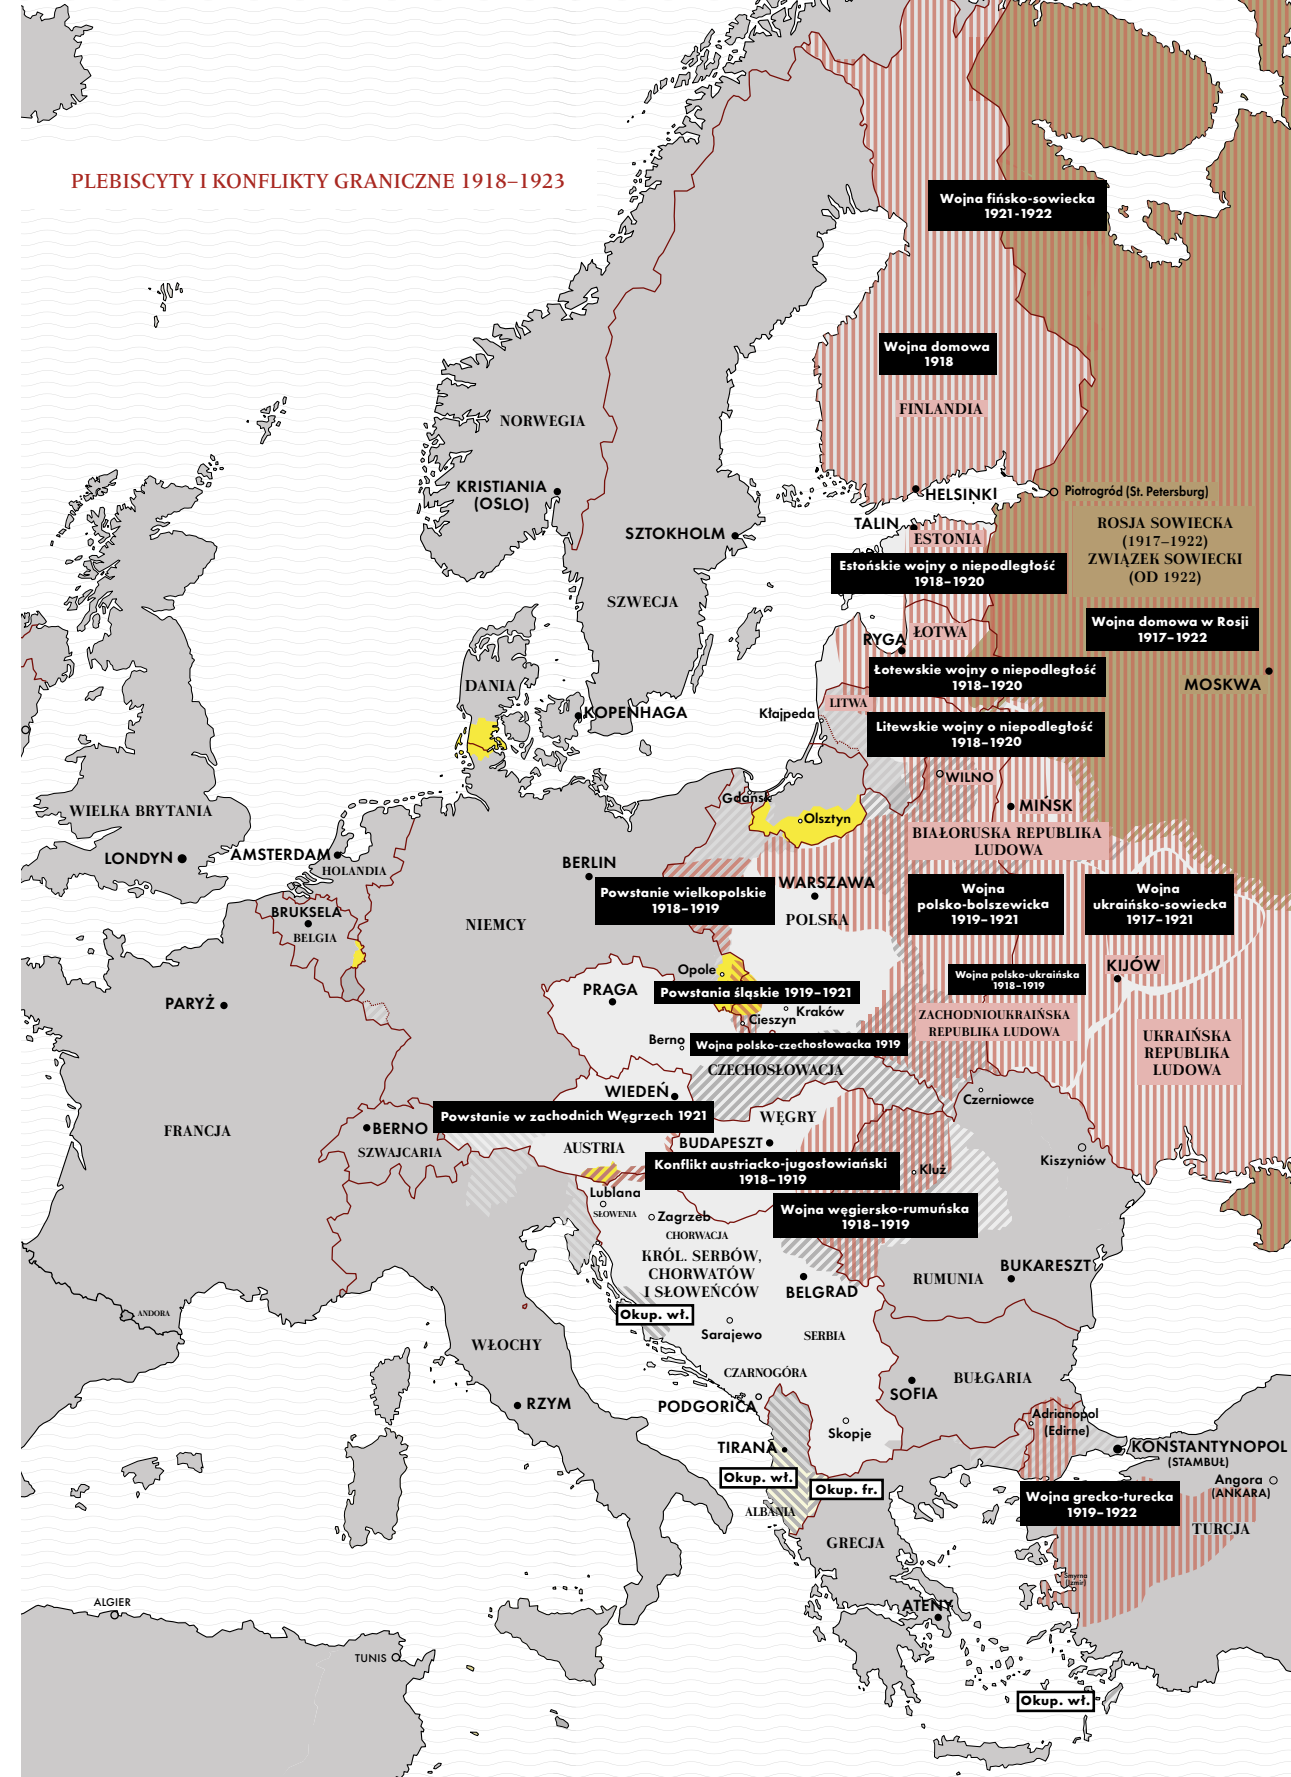 PLEBISCYTY I KONFLIKTY GRANICZNE 1918–1923
Wojna fińsko-sowiecka
1921-1922
Wojna domowa
1918
FINLANDIA
NORWEGIA
KRISTIANIA
(OSLO)
HELSINKI
Piotrogród (St. Petersburg)
SZTOKHOLM
TALIN
ESTONIA
ROSJA SOWIECKA
(1917–1922)
ZWIĄZEK SOWIECKI
(OD 1922)
Estońskie wojny o niepodległość
1918–1920
SZWECJA
Wojna domowa w Rosji
1917–1922
RYGA
ŁOTWA
Łotewskie wojny o niepodległość
1918–1920
MOSKWA
DANIA
KOPENHAGA
LITWA
Kłajpeda
Litewskie wojny o niepodległość
1918–1920
WILNO
Gdańsk
Olsztyn
MIŃSK
WIELKA BRYTANIA
BIAŁORUSKA REPUBLIKA
LUDOWA
LONDYN
AMSTERDAM
HOLANDIA
BERLIN
WARSZAWA
Powstanie wielkopolskie
1918–1919
POLSKA
Wojna
polsko-bolszewicka
1919–1921
Wojna
ukraińsko-sowiecka
1917–1921
BRUKSELA
BELGIA
NIEMCY
Opole
Wojna polsko-ukraińska
1918–1919
KIJÓW
PARYŻ
PRAGA
Powstania śląskie 1919–1921
Kraków
Cieszyn
ZACHODNIOUKRAIŃSKA
REPUBLIKA LUDOWA
Berno
Wojna polsko-czechosłowacka 1919
UKRAIŃSKA
REPUBLIKA
LUDOWA
CZECHOSŁOWACJA
WIEDEŃ
Czerniowce
Powstanie w zachodnich Węgrzech 1921
WĘGRY
FRANCJA
BERNO
SZWAJCARIA
AUSTRIA
BUDAPESZT
Konflikt austriacko-jugosłowiański
1918–1919
Kluż
Kiszyniów
Lublana
SŁOWENIA
Wojna węgiersko-rumuńska
1918–1919
Zagrzeb
CHORWACJA
KRÓL. SERBÓW,
CHORWATÓW
I SŁOWEŃCÓW
BELGRAD
RUMUNIA
BUKARESZT
Okup. wł.
ANDORA
Sarajewo
SERBIA
WŁOCHY
CZARNOGÓRA
BUŁGARIA
SOFIA
RZYM
PODGORICA
Adrianopol
(Edirne)
Skopje
TIRANA
KONSTANTYNOPOL
(STAMBUŁ)
Okup. wł.
Okup. fr.
Angora
(ANKARA)
Wojna grecko-turecka
1919–1922
ALBANIA
TURCJA
GRECJA
Smyrna
(Izmir)
ALGIER
ATENY
TUNIS
Okup. wł.